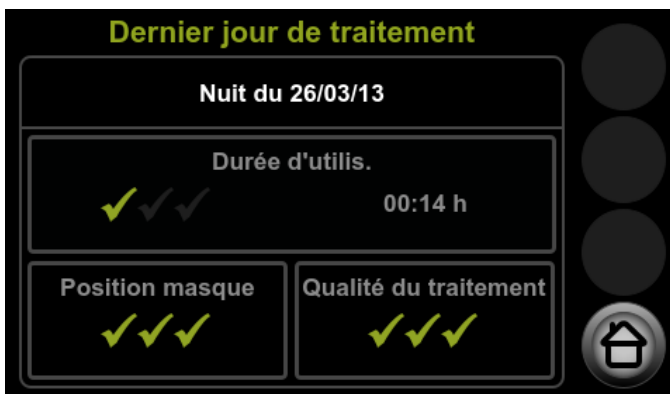 Dernier jour de traitement
Nuit du 26/03/13
Durée d'utilis.
00:14 h
Position masque
Qualité du traitement